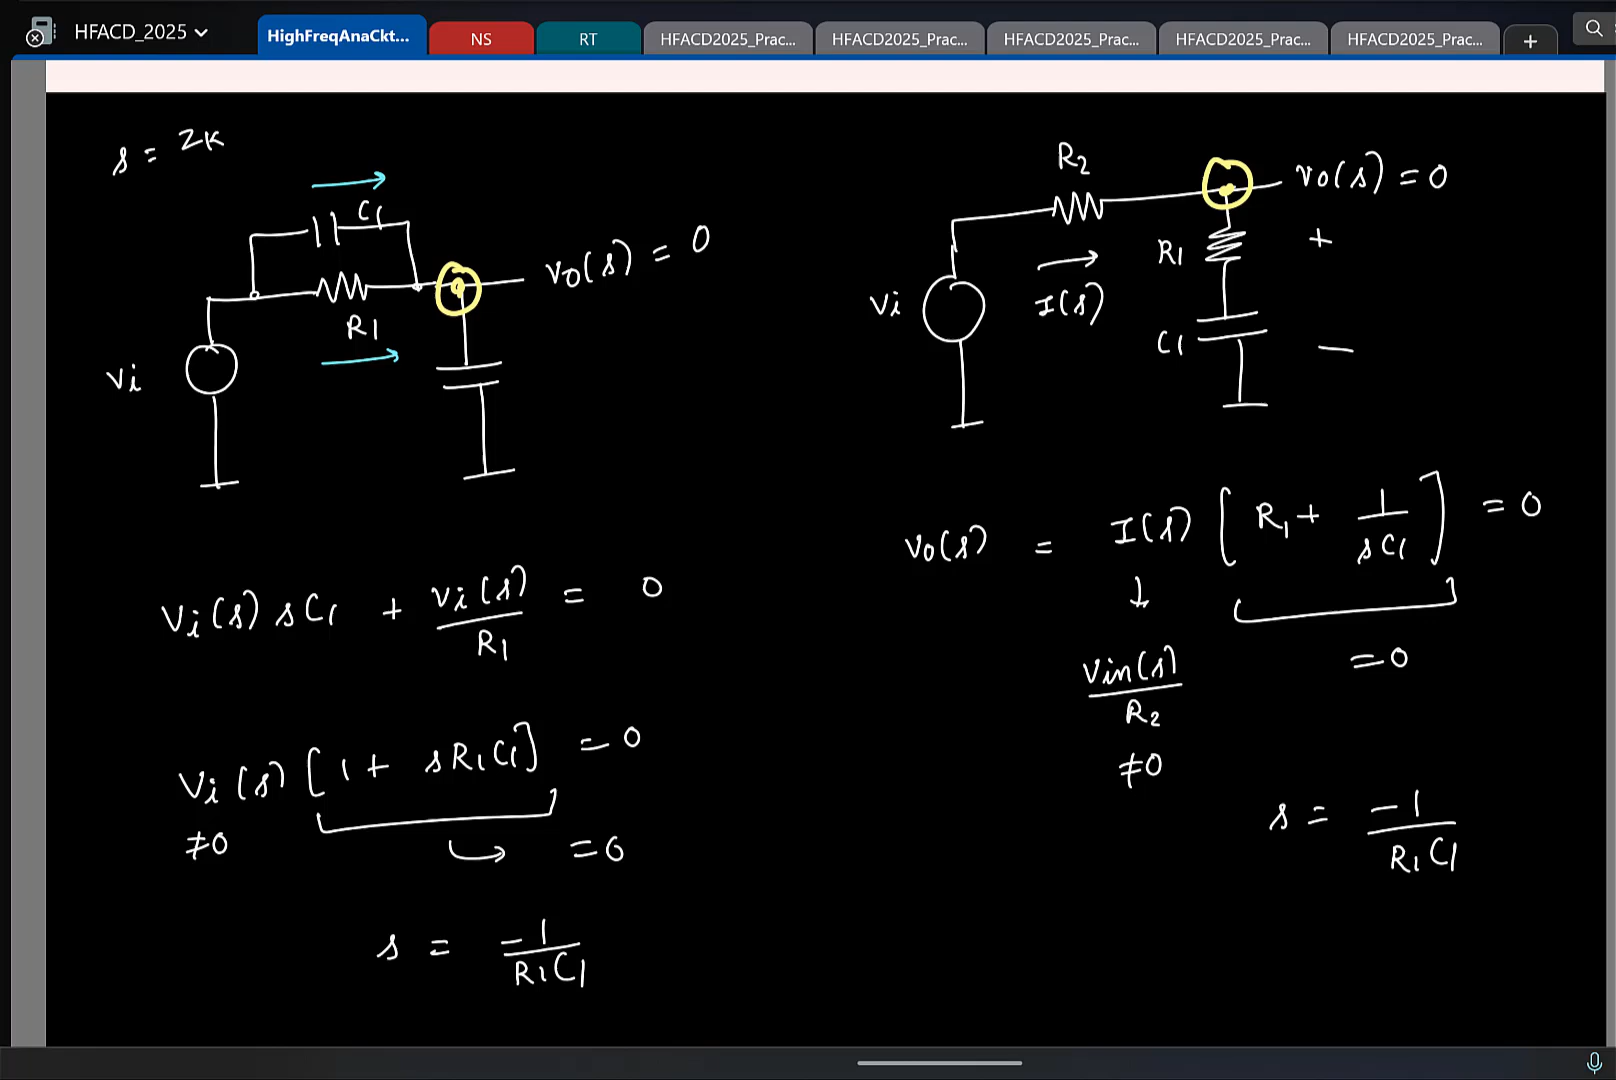 HFACD_2025
HighFreqAnaCkt...
NS
RT
HFACD2025_Prac...
HFACD2025_Prac...
HFACD2025_Prac...
HFACD2025_Prac...
HFACD2025_Prac...
+
s = zk
C1
R1
Vi
Vo(s) = 0
Vi(s) sC1 + Vi(s)/R1 = 0
Vi(s) [1 + sR1C1] = 0
≠0
=0
s = -1/R1C1
R2
Vo(s) = 0
R1
+
I(s)
Vi
C1
−
Vo(s) = I(s) [R1 + 1/sC1] = 0
Vin(s)/R2
=0
≠0
s = -1/R1C1